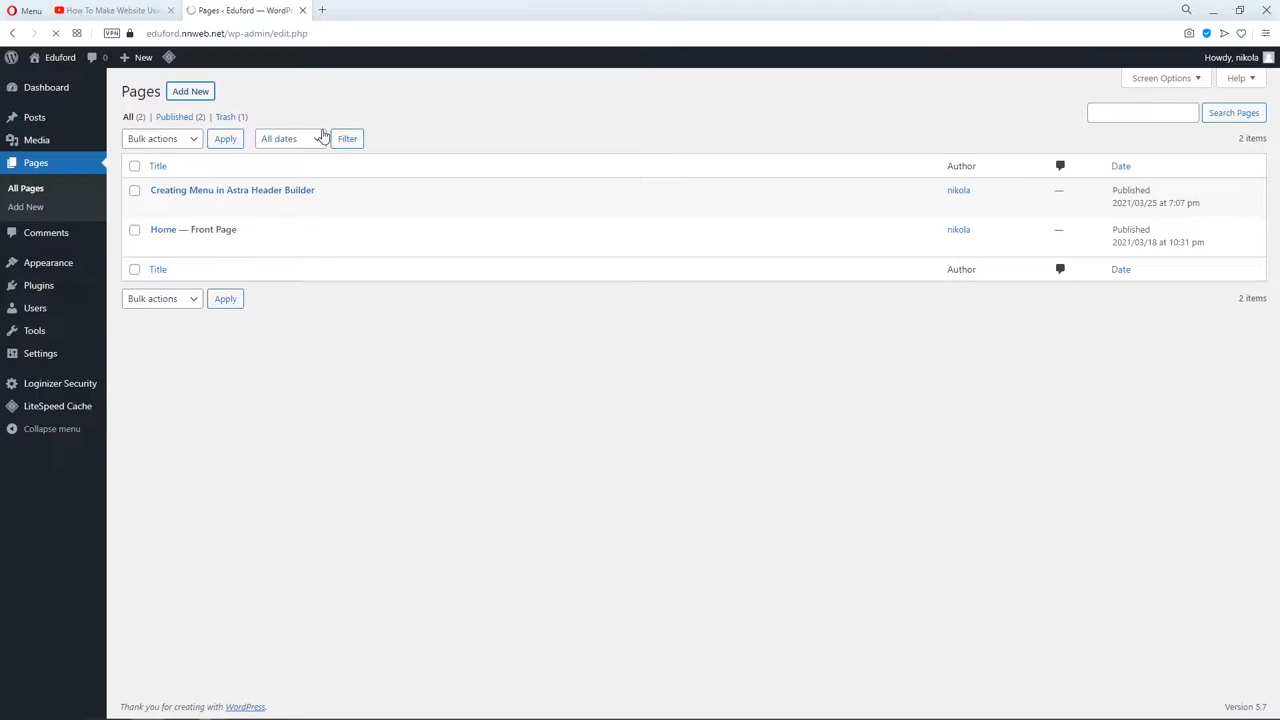 Menu
How To Make Website Us
Pages ‹ Eduford — WordPr
VPN
eduford.nnweb.net/wp-admin/edit.php
Eduford
0
New
Howdy, nikola
Dashboard
Posts
Media
Pages
All Pages
Add New
Comments
Appearance
Plugins
Users
Tools
Settings
Loginizer Security
LiteSpeed Cache
Collapse menu
Screen Options
Help
Pages
Add New
All (2) | Published (2) | Trash (1)
Search Pages
Bulk actions
Apply
All dates
Filter
2 items
Title
Author
Date
Creating Menu in Astra Header Builder
nikola
—
Published
2021/03/25 at 7:07 pm
Home — Front Page
nikola
—
Published
2021/03/18 at 10:31 pm
Title
Author
Date
Bulk actions
Apply
2 items
Thank you for creating with WordPress.
Version 5.7